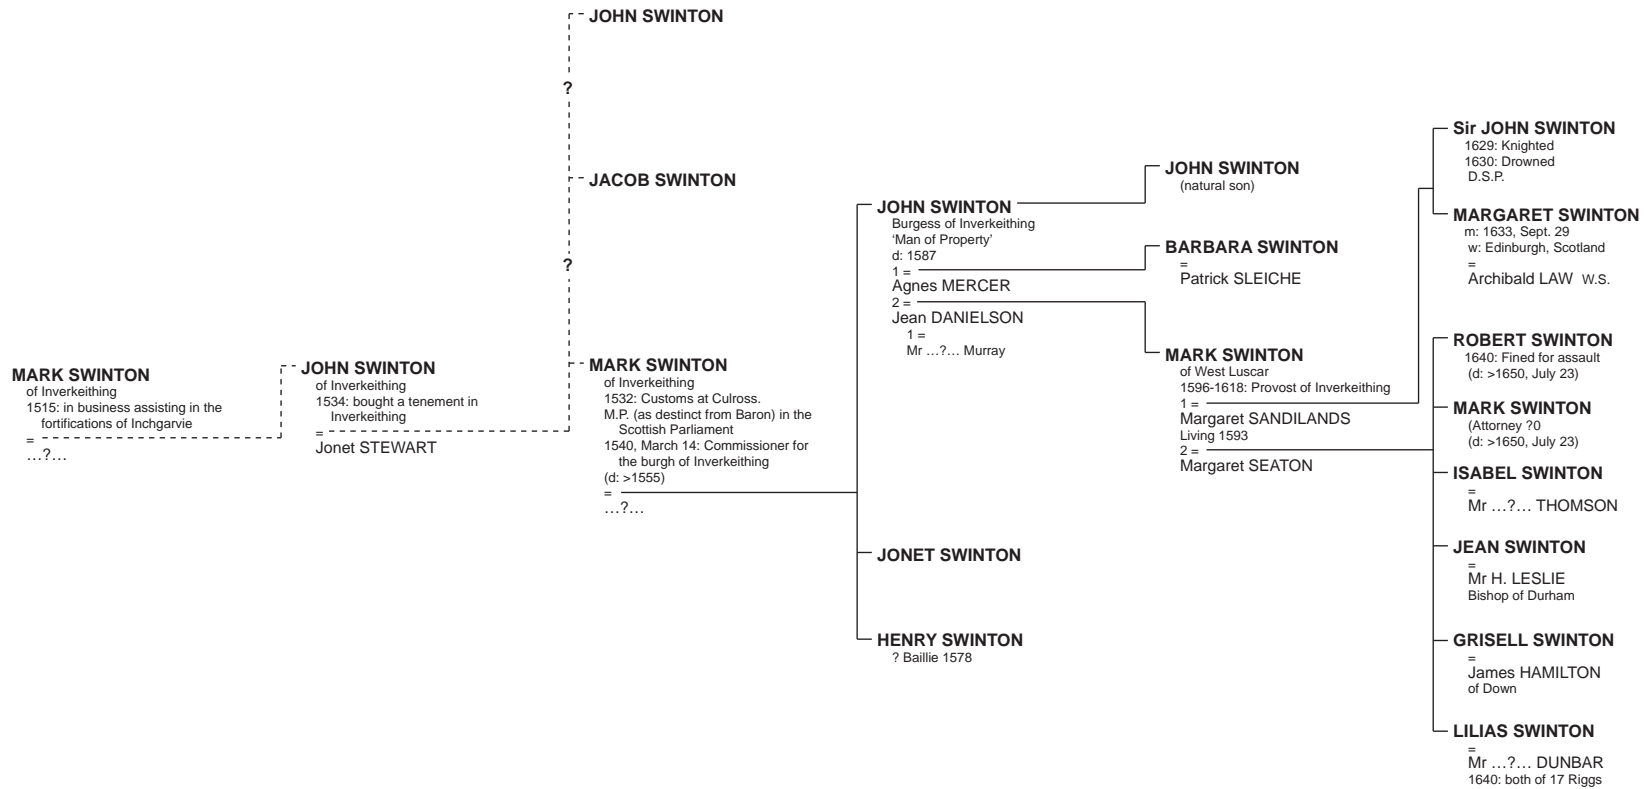 MARK SWINTON
of Inverkeithing
1515: in business assisting in the
fortifications of Inchgarvie
=
…?…
JOHN SWINTON
of Inverkeithing
1534: bought a tenement in
Inverkeithing
=
Jonet STEWART
JOHN SWINTON
?
JACOB SWINTON
?
MARK SWINTON
of Inverkeithing
1532: Customs at Culross.
M.P. (as destinct from Baron) in the
Scottish Parliament
1540, March 14: Commissioner for
the burgh of Inverkeithing
(d: >1555)
=
…?…
JOHN SWINTON
Burgess of Inverkeithing
‘Man of Property’
d: 1587
1 =
Agnes MERCER
2 =
Jean DANIELSON
1 =
Mr …?… Murray
JONET SWINTON
HENRY SWINTON
? Baillie 1578
JOHN SWINTON
(natural son)
BARBARA SWINTON
=
Patrick SLEICHE
MARK SWINTON
of West Luscar
1596-1618: Provost of Inverkeithing
1 =
Margaret SANDILANDS
Living 1593
2 =
Margaret SEATON
Sir JOHN SWINTON
1629: Knighted
1630: Drowned
D.S.P.
MARGARET SWINTON
m: 1633, Sept. 29
w: Edinburgh, Scotland
=
Archibald LAW W.S.
ROBERT SWINTON
1640: Fined for assault
(d: >1650, July 23)
MARK SWINTON
(Attorney ?0
(d: >1650, July 23)
ISABEL SWINTON
=
Mr …?… THOMSON
JEAN SWINTON
=
Mr H. LESLIE
Bishop of Durham
GRISELL SWINTON
=
James HAMILTON
of Down
LILIAS SWINTON
=
Mr …?… DUNBAR
1640: both of 17 Riggs